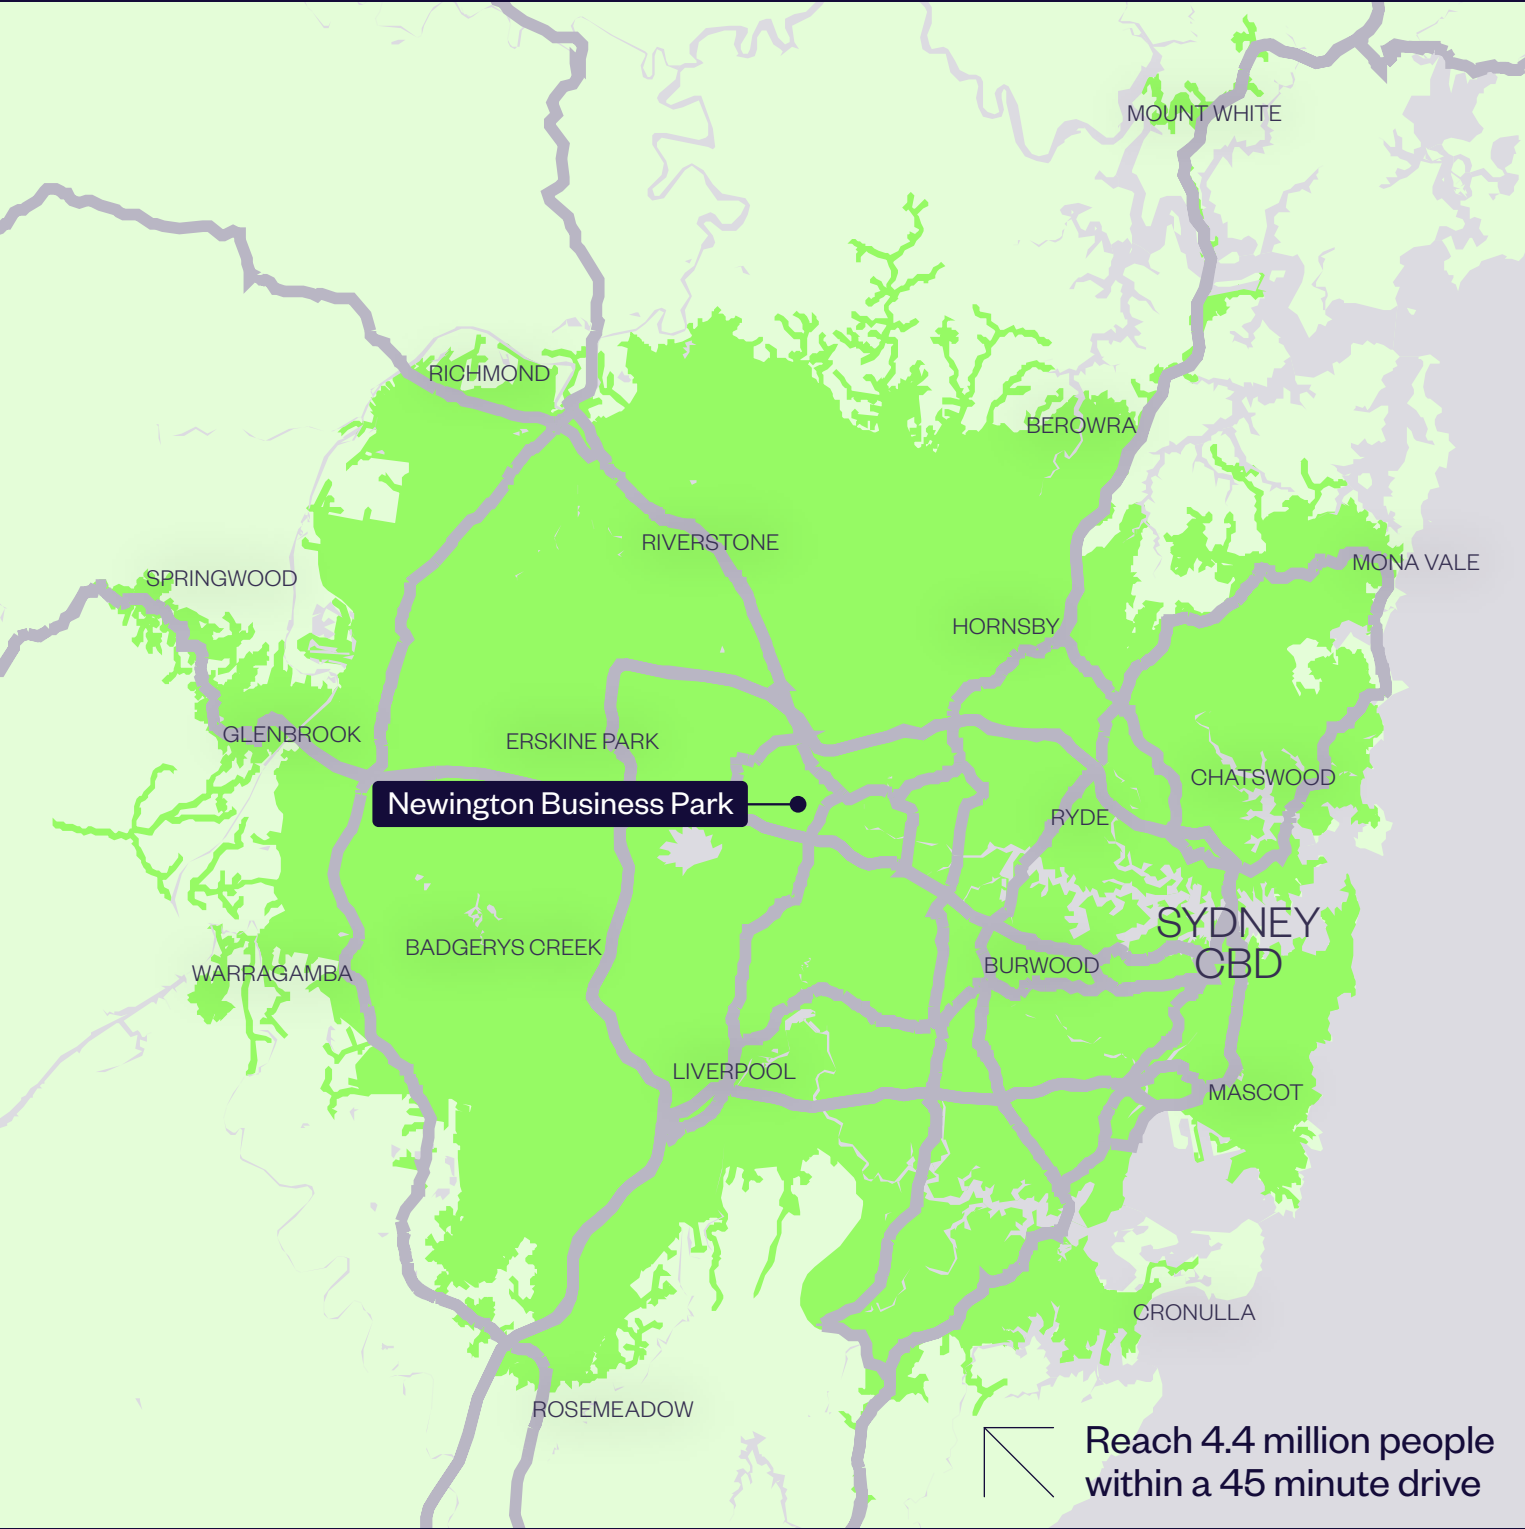 MOUNT WHITE
RICHMOND
BEROWRA
RIVERSTONE
MONA VALE
SPRINGWOOD
HORNSBY
GLENBROOK
ERSKINE PARK
CHATSWOOD
Newington Business Park
RYDE
SYDNEY
CBD
BADGERYS CREEK
BURWOOD
WARRAGAMBA
LIVERPOOL
MASCOT
CRONULLA
ROSEMEADOW
Reach 4.4 million people
within a 45 minute drive